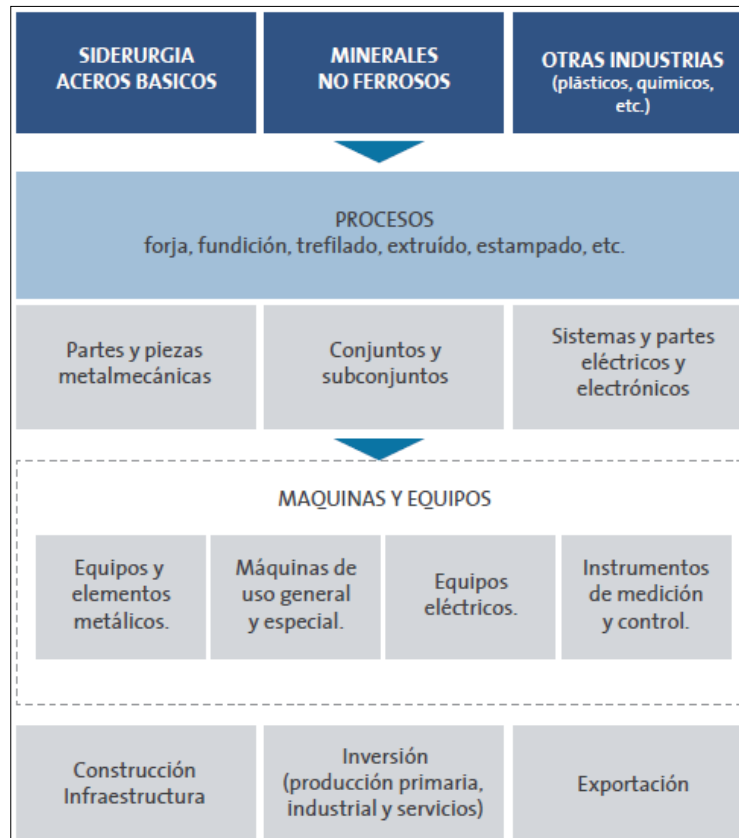 SIDERURGIA
ACEROS BASICOS
MINERALES
NO FERROSOS
OTRAS INDUSTRIAS
(plásticos, químicos,
etc.)
PROCESOS
forja, fundición, trefilado, extruído, estampado, etc.
Partes y piezas
metalmecánicas
Conjuntos y
subconjuntos
Sistemas y partes
eléctricos y
electrónicos
MAQUINAS Y EQUIPOS
Equipos y
elementos
metálicos.
Máquinas de
uso general
y especial.
Equipos
eléctricos.
Instrumentos
de medición
y control.
Construcción
Infraestructura
Inversión
(producción primaria,
industrial y servicios)
Exportación